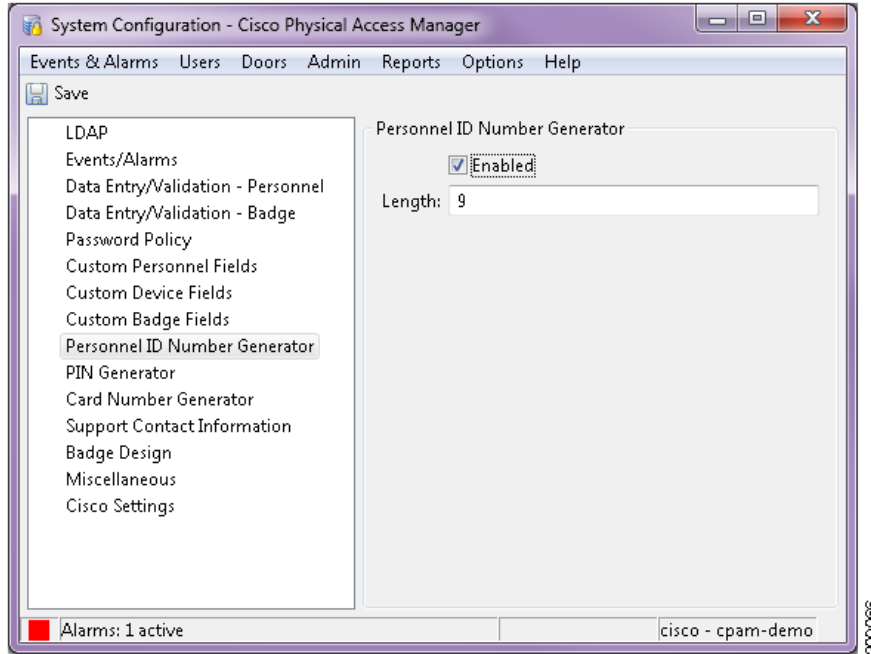 System Configuration - Cisco Physical Access Manager
Events & Alarms Users Doors Admin Reports Options Help
Save
LDAP
Events/Alarms
Data Entry/Validation - Personnel
Data Entry/Validation - Badge
Password Policy
Custom Personnel Fields
Custom Device Fields
Custom Badge Fields
Personnel ID Number Generator
PIN Generator
Card Number Generator
Support Contact Information
Badge Design
Miscellaneous
Cisco Settings
Personnel ID Number Generator
Enabled
Length: 9
Alarms: 1 active
cisco - cpam-demo